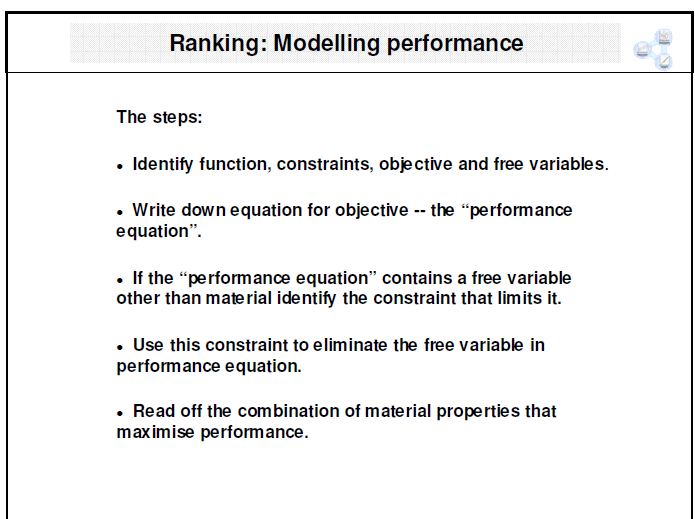 Ranking: Modelling performance
The steps:
• Identify function, constraints, objective and free variables.
• Write down equation for objective -- the “performance
equation”.
• If the “performance equation” contains a free variable
other than material identify the constraint that limits it.
• Use this constraint to eliminate the free variable in
performance equation.
• Read off the combination of material properties that
maximise performance.